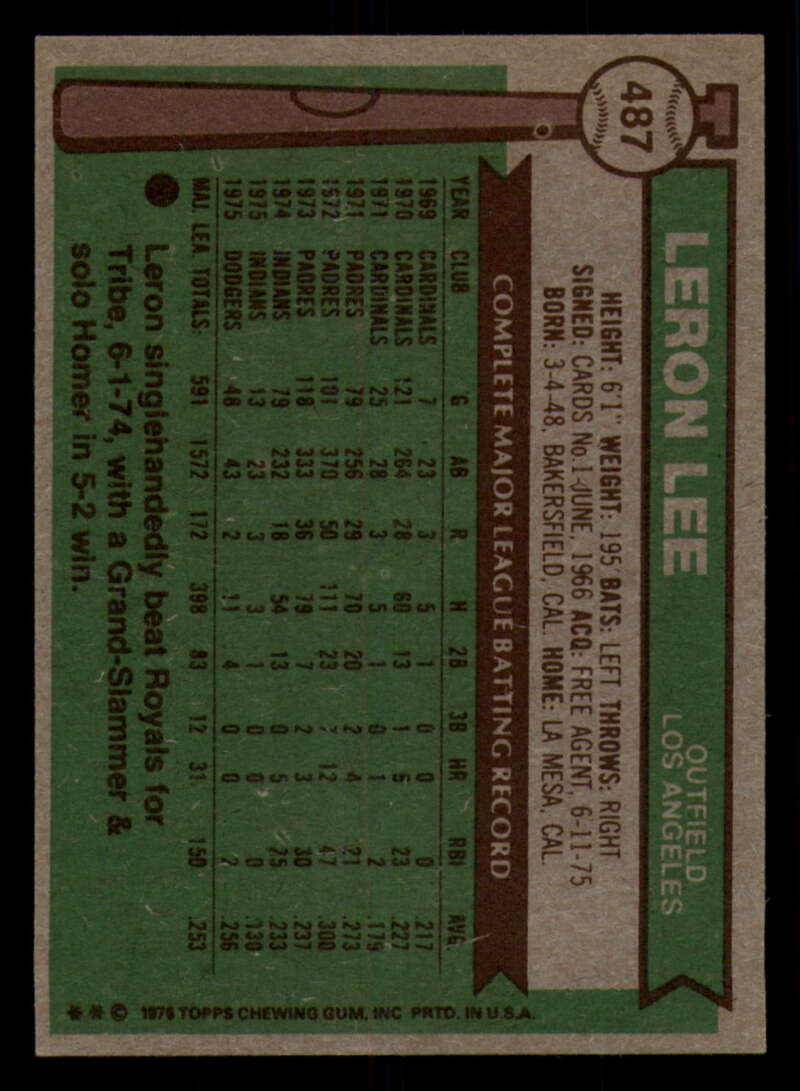 487
LERON LEE
OUTFIELD
LOS ANGELES
HEIGHT: 6'1" WEIGHT: 195 BATS: LEFT THROWS: RIGHT
SIGNED: CARDS No.1-JUNE, 1966 ACQ: FREE AGENT, 6-11-75
BORN: 3-4-48, BAKERSFIELD, CAL. HOME: LA MESA, CAL.
COMPLETE MAJOR LEAGUE BATTING RECORD
YEAR CLUB G AB R H 2B 3B HR RBI AVG.
1969 CARDINALS 7 23 3 5 1 0 0 0 .217
1970 CARDINALS 121 264 28 60 13 1 6 23 .227
1971 CARDINALS 25 28 3 5 1 0 1 2 .179
1971 PADRES 79 256 29 70 20 2 4 21 .273
1972 PADRES 101 370 50 111 23 7 12 47 .300
1973 PADRES 118 333 36 79 7 2 3 30 .237
1974 INDIANS 79 232 18 54 13 0 5 25 .233
1975 INDIANS 13 23 3 3 1 0 0 0 .130
1975 DODGERS 48 43 2 11 4 0 0 2 .256
MAJ. LEA. TOTALS: 591 1572 172 398 83 12 31 150 .253
Leron singlehandedly beat Royals for
Tribe, 6-1-74, with a Grand-Slammer &
solo Homer in 5-2 win.
** © 1976 TOPPS CHEWING GUM, INC PRTD. IN U.S.A.